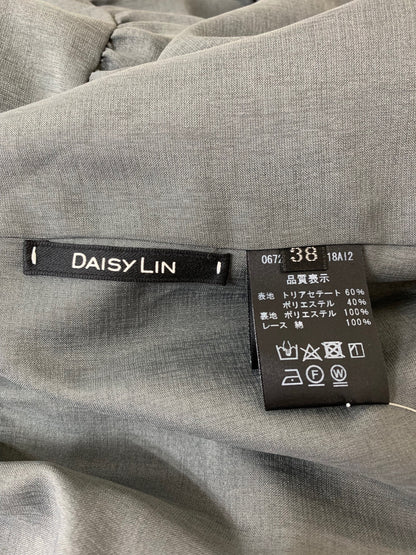 DAISY LIN
0672 38 18A12
品質表示
表地 トリアセテート 60%
ポリエステル 40%
裏地 ポリエステル 100%
レース 綿 100%
F W